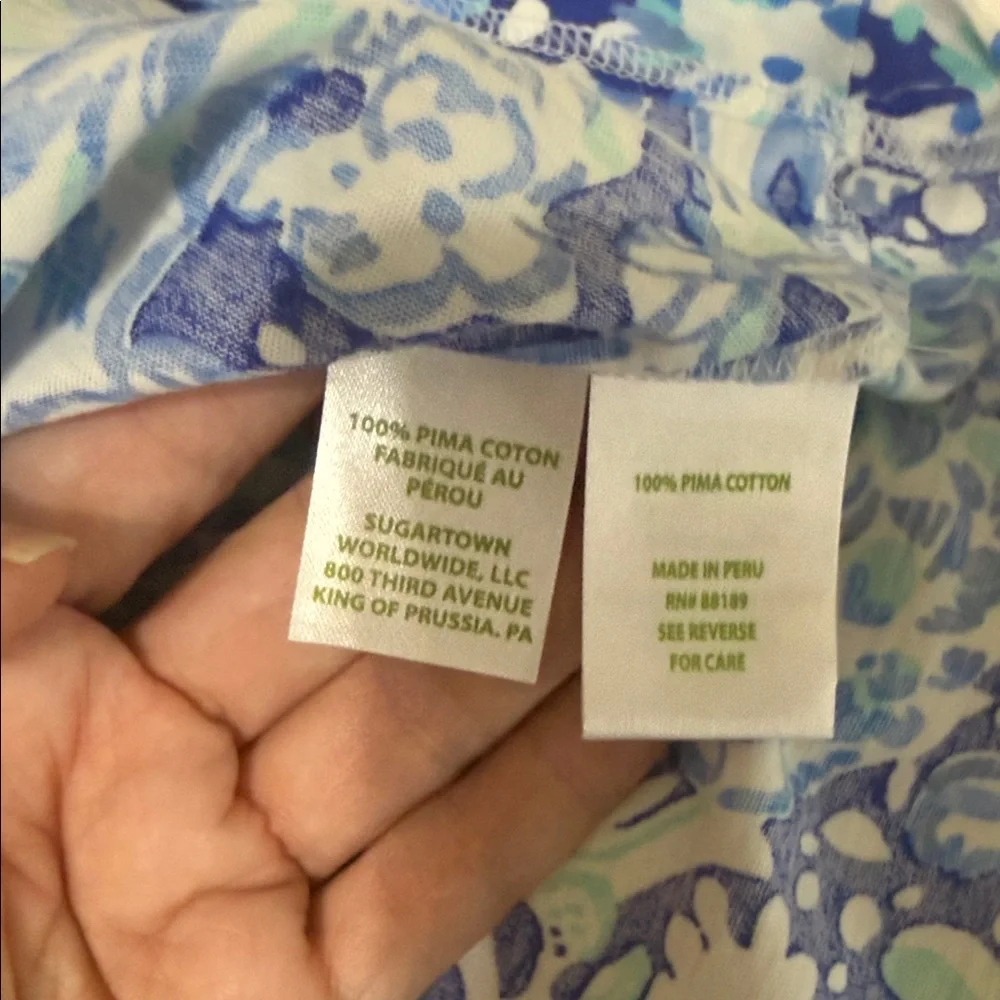 100% PIMA COTON
FABRIQUÉ AU
PÉROU
SUGARTOWN
WORLDWIDE, LLC
800 THIRD AVENUE
KING OF PRUSSIA. PA
100% PIMA COTTON
MADE IN PERU
RN# 88189
SEE REVERSE
FOR CARE